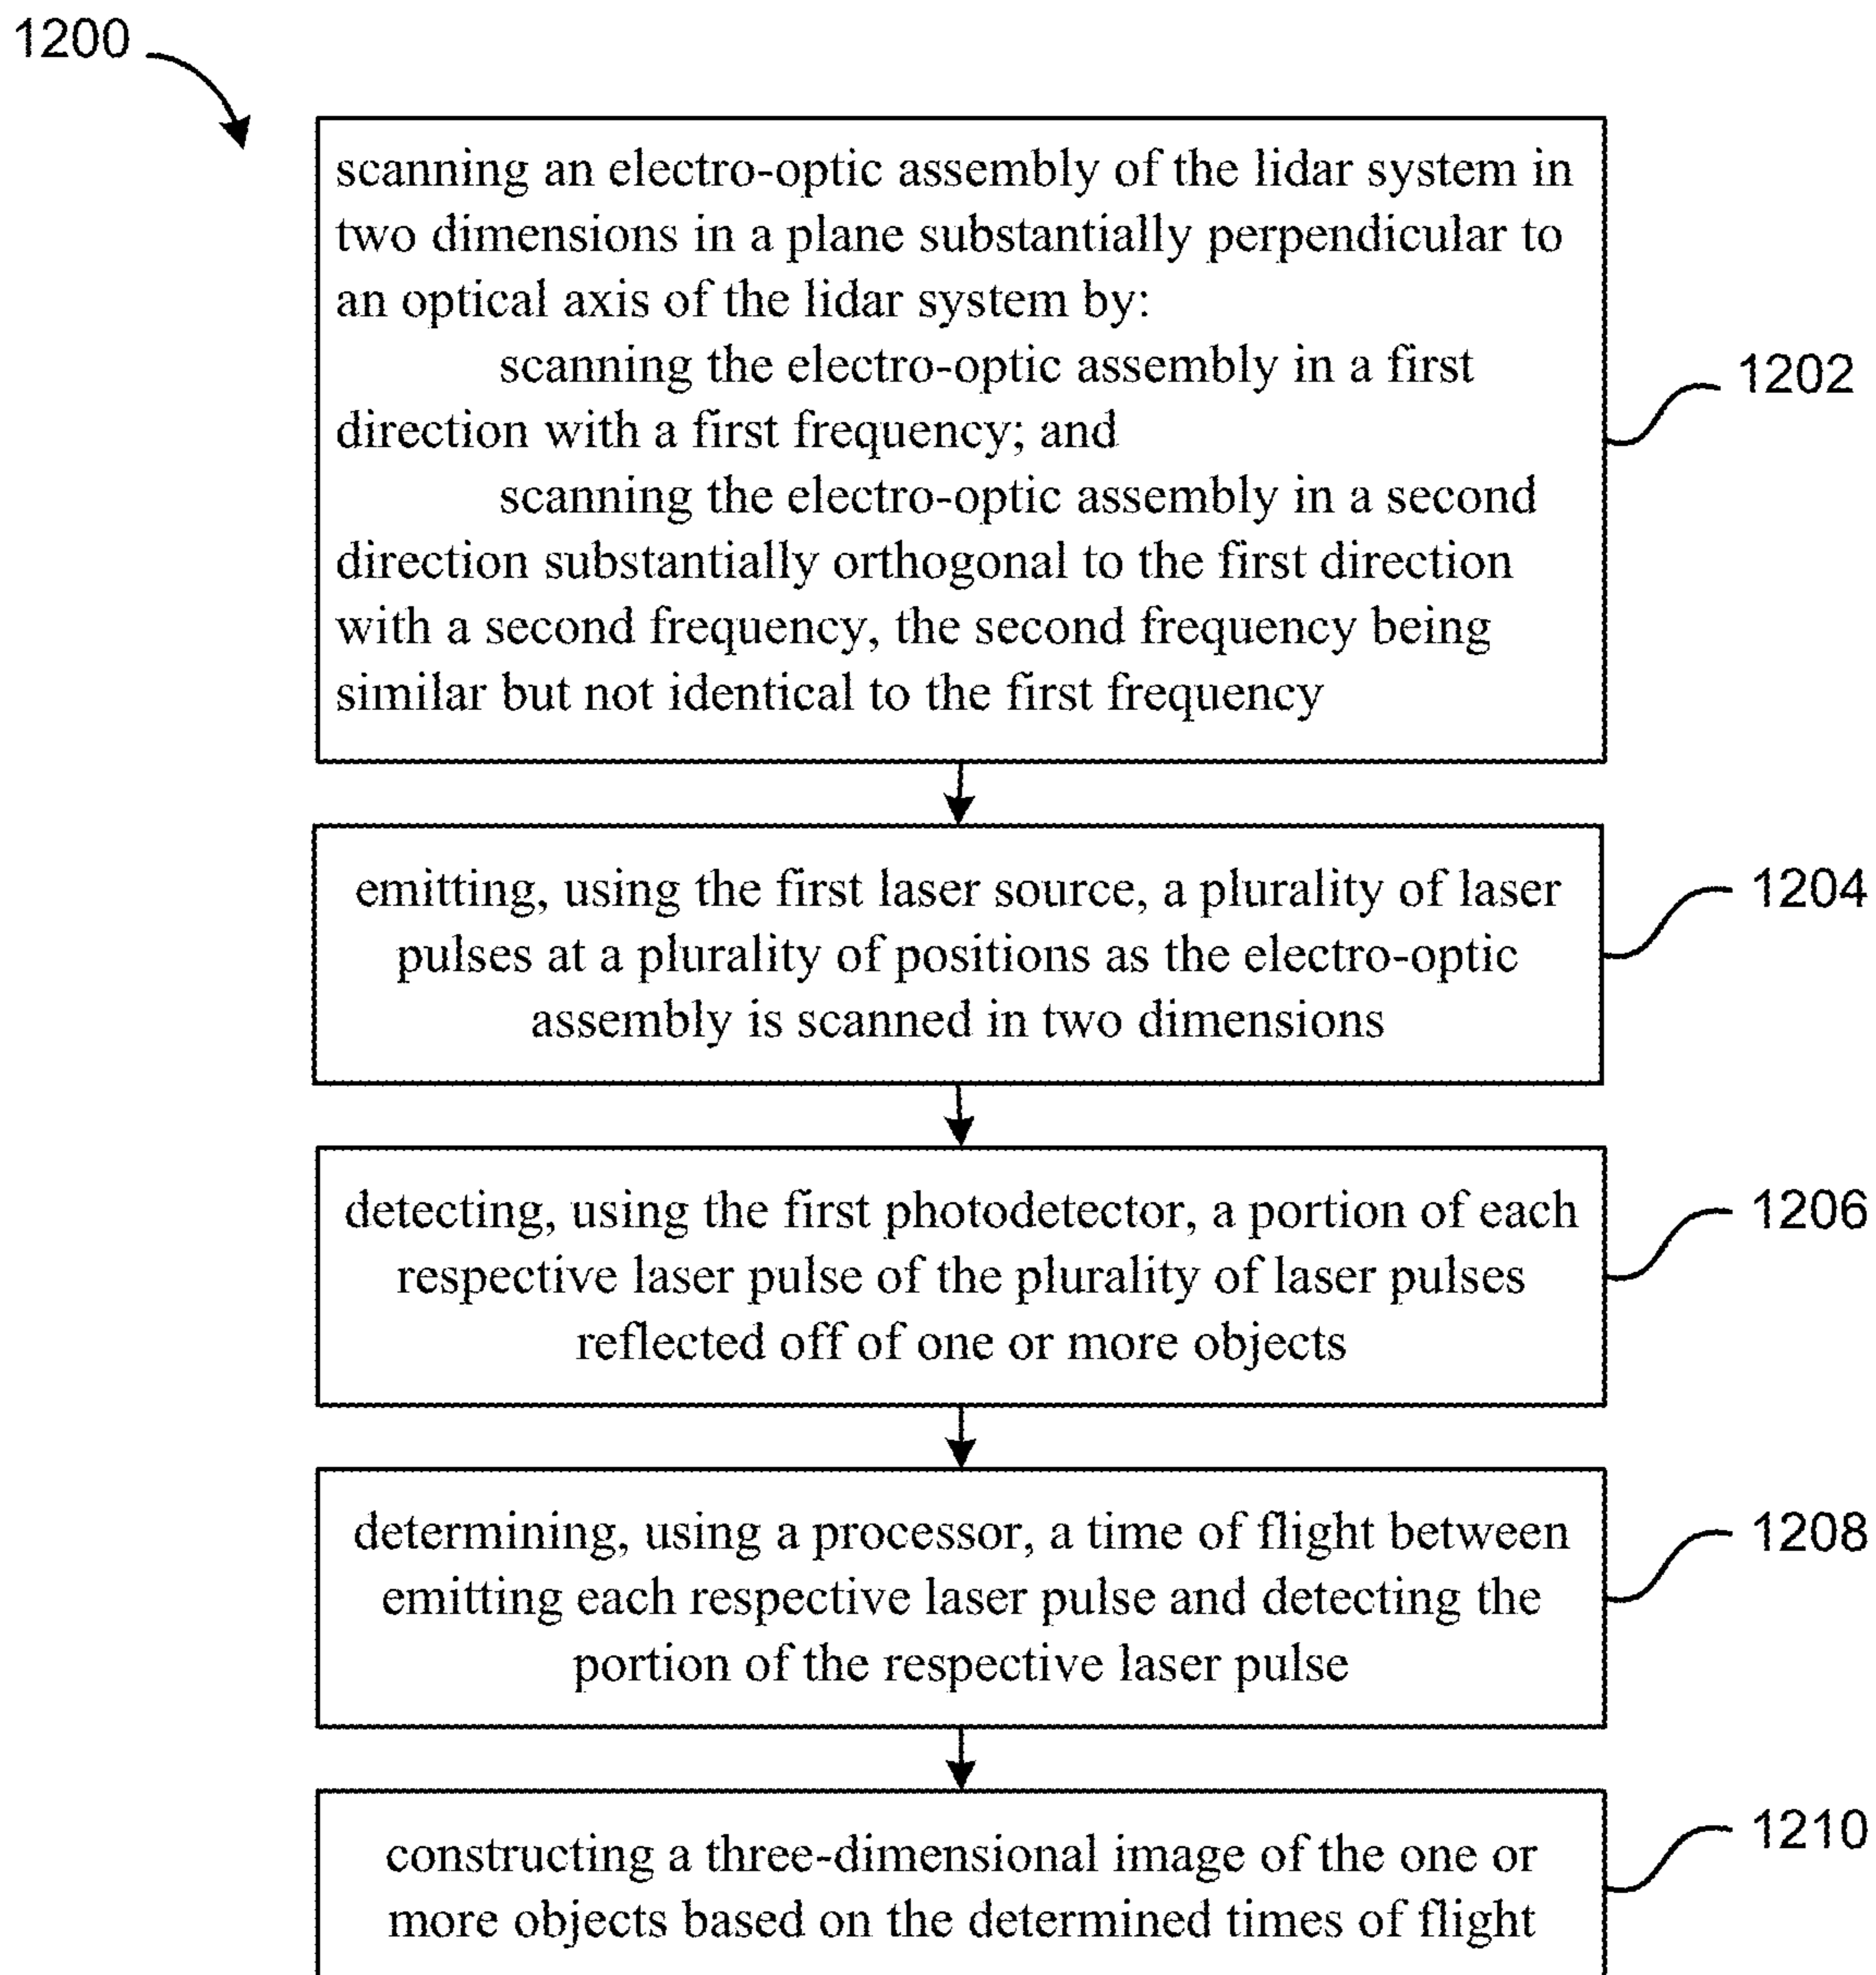 1200
scanning an electro-optic assembly of the lidar system in
two dimensions in a plane substantially perpendicular to
an optical axis of the lidar system by:
scanning the electro-optic assembly in a first
direction with a first frequency; and
scanning the electro-optic assembly in a second
direction substantially orthogonal to the first direction
with a second frequency, the second frequency being
similar but not identical to the first frequency
1202
emitting, using the first laser source, a plurality of laser
pulses at a plurality of positions as the electro-optic
assembly is scanned in two dimensions
1204
detecting, using the first photodetector, a portion of each
respective laser pulse of the plurality of laser pulses
reflected off of one or more objects
1206
determining, using a processor, a time of flight between
emitting each respective laser pulse and detecting the
portion of the respective laser pulse
1208
constructing a three-dimensional image of the one or
more objects based on the determined times of flight
1210